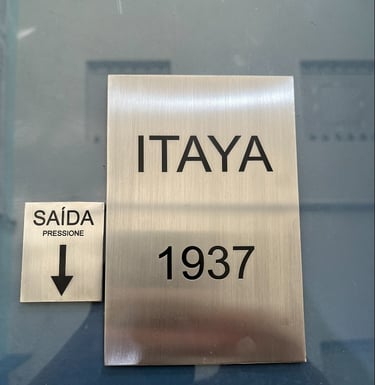 ITAYA
1937
SAÍDA
PRESSIONE